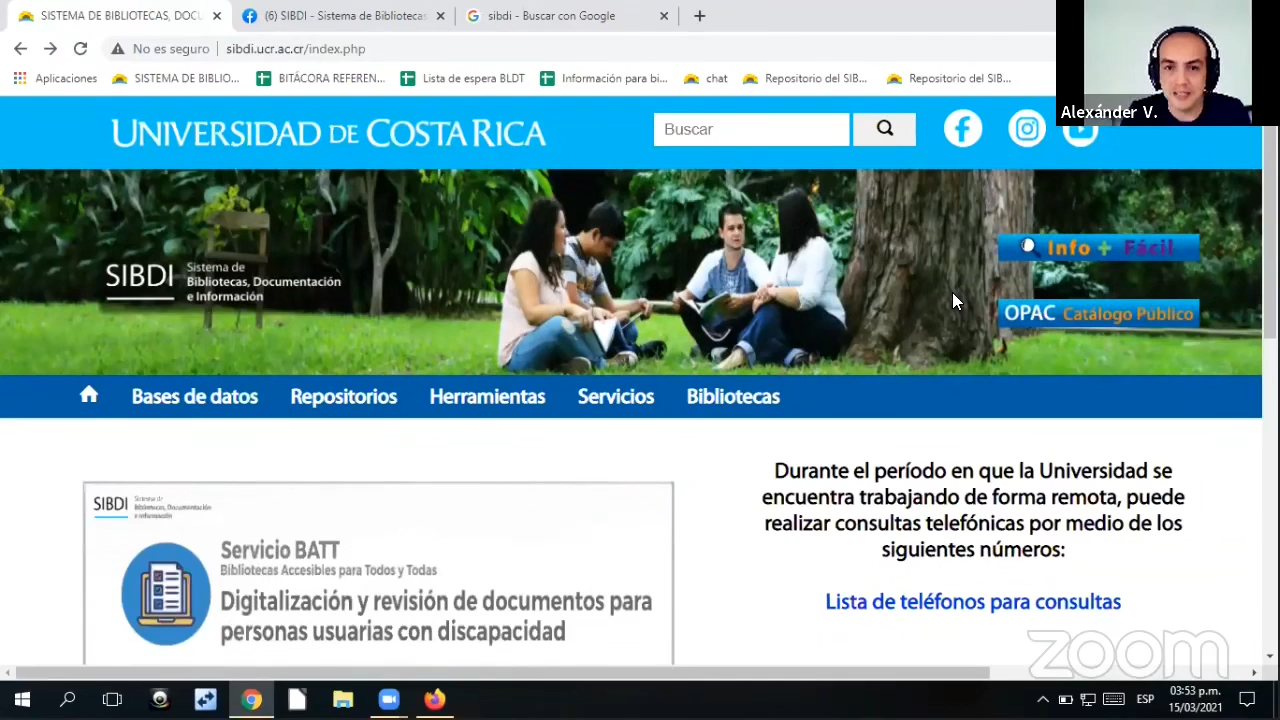 SISTEMA DE BIBLIOTECAS, DOCU
(6) SIBDI - Sistema de Bibliotecas
sibdi - Buscar con Google
No es seguro
sibdi.ucr.ac.cr/index.php
Aplicaciones
SISTEMA DE BIBLIO...
BITÁCORA REFEREN...
Lista de espera BLDT
Información para bi...
chat
Repositorio del SIB...
Repositorio del SIB...
Alexánder V.
UNIVERSIDAD DE COSTA RICA
Buscar
SIBDI
Sistema de
Bibliotecas, Documentación
e Información
Info + Fácil
OPAC Catálogo Público
Bases de datos
Repositorios
Herramientas
Servicios
Bibliotecas
SIBDI
Sistema de
Bibliotecas, Documentación
e Información
Servicio BATT
Bibliotecas Accesibles para Todos y Todas
Digitalización y revisión de documentos para
personas usuarias con discapacidad
Durante el período en que la Universidad se
encuentra trabajando de forma remota, puede
realizar consultas telefónicas por medio de los
siguientes números:
Lista de teléfonos para consultas
zoom
ESP
03:53 p.m.
15/03/2021